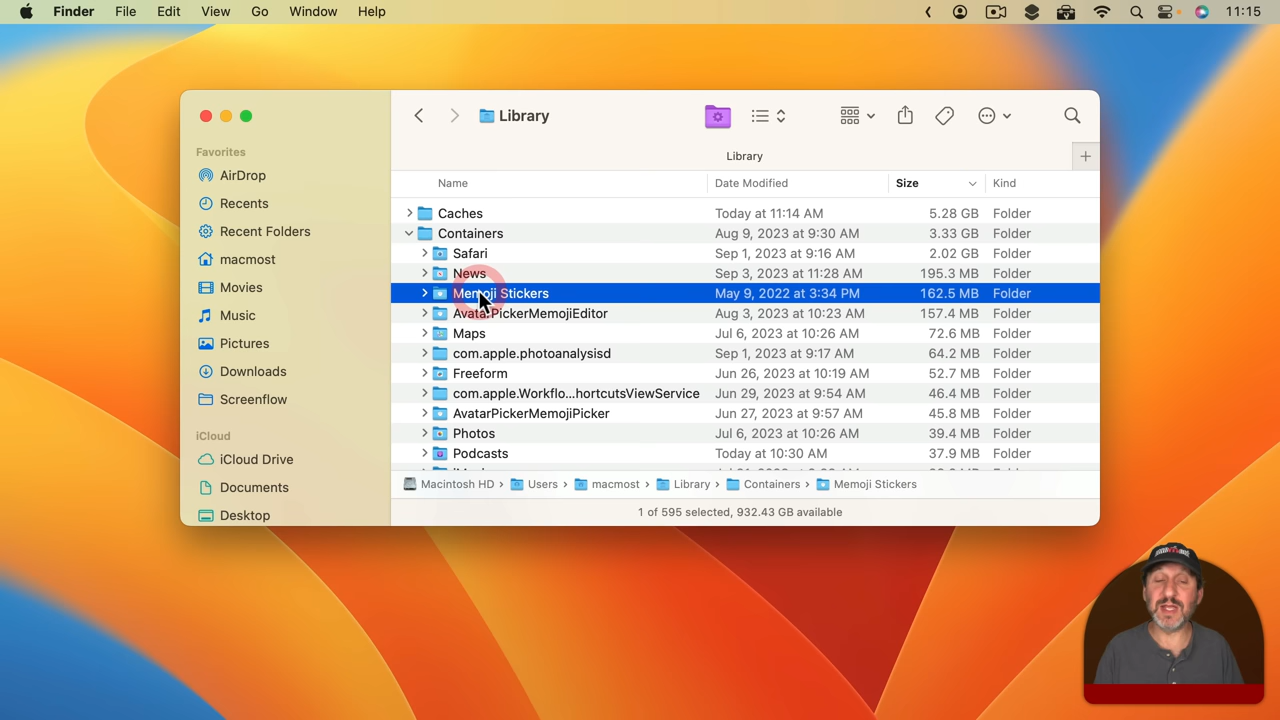 Finder File Edit View Go Window Help 11:15
Library
Library
Favorites
AirDrop
Recents
Recent Folders
macmost
Movies
Music
Pictures
Downloads
Screenflow
iCloud
iCloud Drive
Documents
Desktop
Name Date Modified Size Kind
Caches Today at 11:14 AM 5.28 GB Folder
Containers Aug 9, 2023 at 9:30 AM 3.33 GB Folder
Safari Sep 1, 2023 at 9:16 AM 2.02 GB Folder
News Sep 3, 2023 at 11:28 AM 195.3 MB Folder
Memoji Stickers May 9, 2022 at 3:34 PM 162.5 MB Folder
AvatarPickerMemojiEditor Aug 3, 2023 at 10:23 AM 157.4 MB Folder
Maps Jul 6, 2023 at 10:26 AM 72.6 MB Folder
com.apple.photoanalysisd Sep 1, 2023 at 9:17 AM 64.2 MB Folder
Freeform Jun 26, 2023 at 10:19 AM 52.7 MB Folder
com.apple.Workflo...hortcutsViewService Jun 29, 2023 at 9:54 AM 46.4 MB Folder
AvatarPickerMemojiPicker Jun 27, 2023 at 9:57 AM 45.8 MB Folder
Photos Jul 6, 2023 at 10:26 AM 39.4 MB Folder
Podcasts Today at 10:30 AM 37.9 MB Folder
Macintosh HD › Users › macmost › Library › Containers › Memoji Stickers
1 of 595 selected, 932.43 GB available